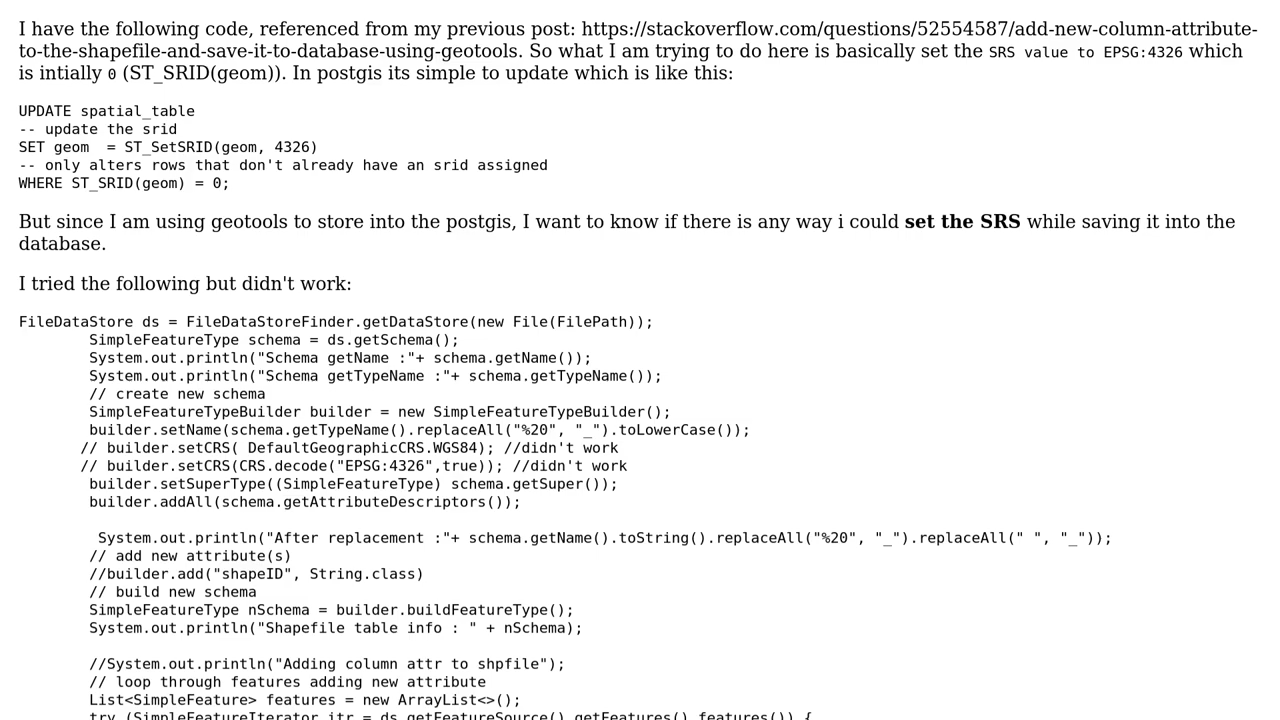 I have the following code, referenced from my previous post: https://stackoverflow.com/questions/52554587/add-new-column-attribute-
to-the-shapefile-and-save-it-to-database-using-geotools. So what I am trying to do here is basically set the SRS value to EPSG:4326 which
is intially 0 (ST_SRID(geom)). In postgis its simple to update which is like this:
UPDATE spatial_table
-- update the srid
SET geom  = ST_SetSRID(geom, 4326)
-- only alters rows that don't already have an srid assigned
WHERE ST_SRID(geom) = 0;
But since I am using geotools to store into the postgis, I want to know if there is any way i could set the SRS while saving it into the
database.
I tried the following but didn't work:
FileDataStore ds = FileDataStoreFinder.getDataStore(new File(FilePath));
        SimpleFeatureType schema = ds.getSchema();
        System.out.println("Schema getName :"+ schema.getName());
        System.out.println("Schema getTypeName :"+ schema.getTypeName());
        // create new schema
        SimpleFeatureTypeBuilder builder = new SimpleFeatureTypeBuilder();
        builder.setName(schema.getTypeName().replaceAll("%20", "_").toLowerCase());
       // builder.setCRS( DefaultGeographicCRS.WGS84); //didn't work
       // builder.setCRS(CRS.decode("EPSG:4326",true)); //didn't work
        builder.setSuperType((SimpleFeatureType) schema.getSuper());
        builder.addAll(schema.getAttributeDescriptors());
         System.out.println("After replacement :"+ schema.getName().toString().replaceAll("%20", "_").replaceAll(" ", "_"));
        // add new attribute(s)
        //builder.add("shapeID", String.class)
        // build new schema
        SimpleFeatureType nSchema = builder.buildFeatureType();
        System.out.println("Shapefile table info : " + nSchema);
        //System.out.println("Adding column attr to shpfile");
        // loop through features adding new attribute
        List<SimpleFeature> features = new ArrayList<>();
        try (SimpleFeatureIterator itr = ds.getFeatureSource().getFeatures().features()) {